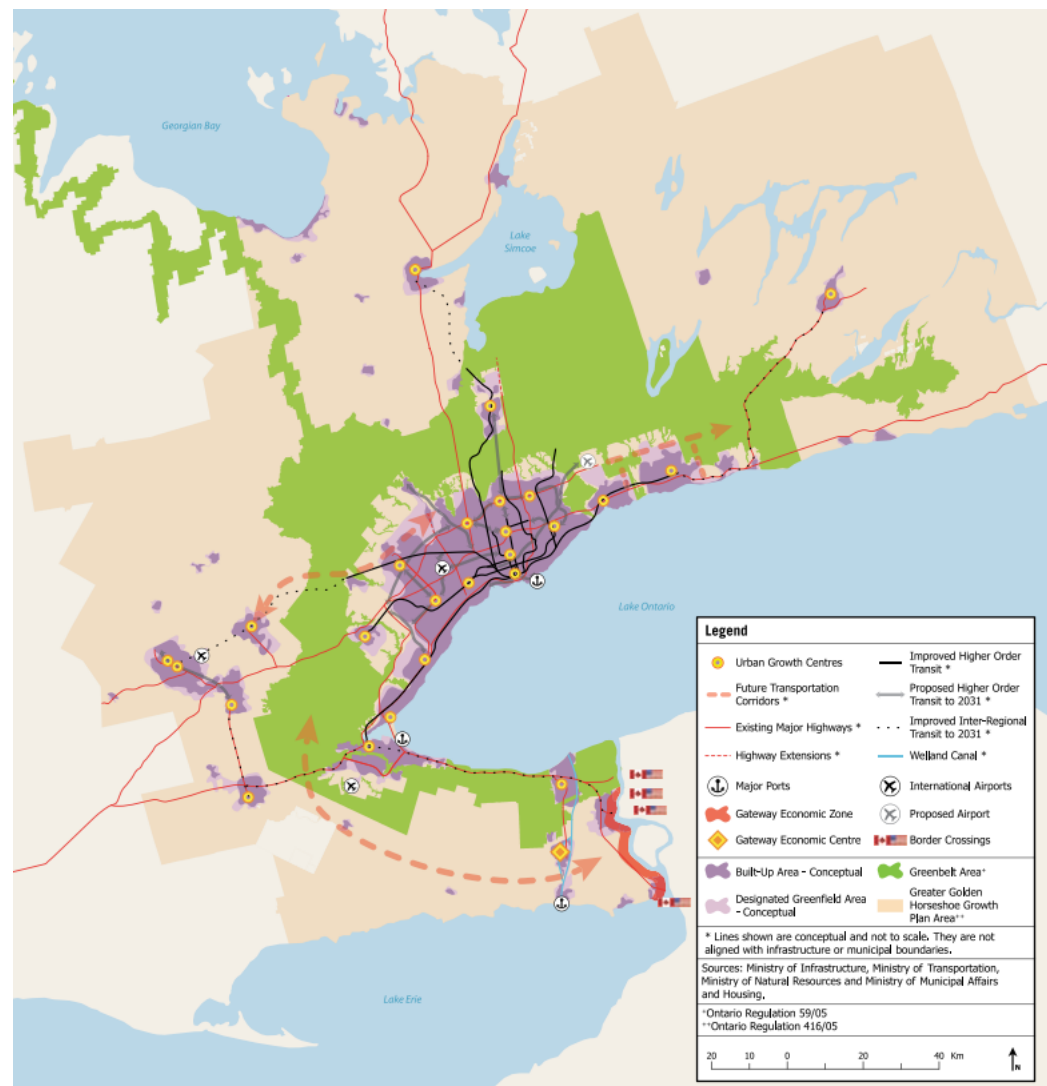 Georgian Bay
Lake
Simcoe
Lake Ontario
Lake Erie
Legend
Urban Growth Centres
Future Transportation
Corridors *
Existing Major Highways *
Highway Extensions *
Major Ports
Gateway Economic Zone
Gateway Economic Centre
Improved Higher Order
Transit *
Proposed Higher Order
Transit to 2031 *
Improved Inter-Regional
Transit to 2031 *
Welland Canal *
International Airports
Proposed Airport
Border Crossings
Built-Up Area - Conceptual
Designated Greenfield Area
- Conceptual
Greenbelt Area+
Greater Golden
Horseshoe Growth
Plan Area++
* Lines shown are conceptual and not to scale. They are not
aligned with infrastructure or municipal boundaries.
Sources: Ministry of Infrastructure, Ministry of Transportation,
Ministry of Natural Resources and Ministry of Municipal Affairs
and Housing.
+Ontario Regulation 59/05
++Ontario Regulation 416/05
20 10 0 20 40 Km
N